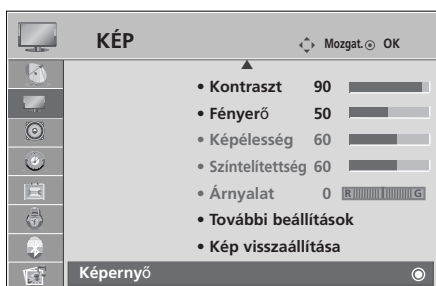 KÉP Mozgat. OK
• Kontraszt 90
• Fényerő 50
• Képélesség 60
• Színtelítettség 60
• Árnyalat 0 R G
• További beállítások
• Kép visszaállítása
Képernyő